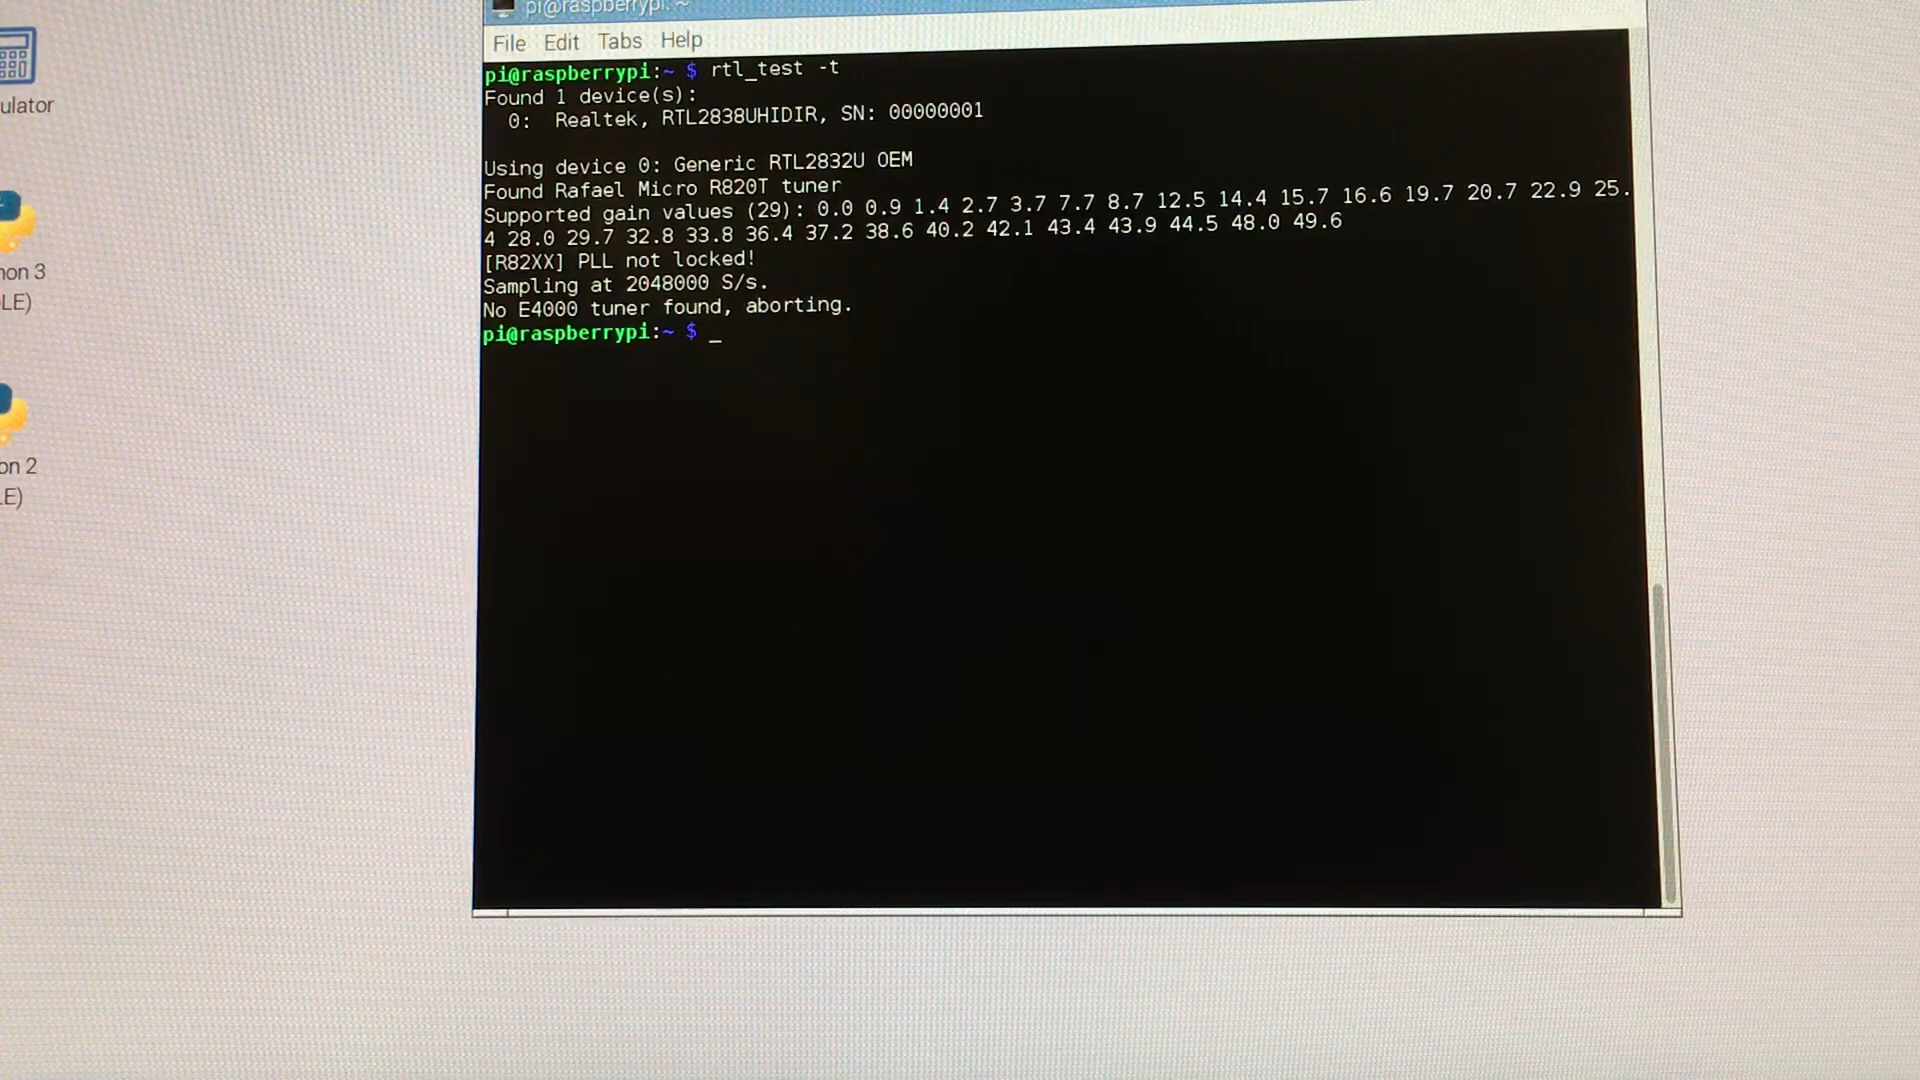 pi@raspberrypi: ~
File Edit Tabs Help
pi@raspberrypi:~ $ rtl_test -t
Found 1 device(s):
0: Realtek, RTL2838UHIDIR, SN: 00000001
Using device 0: Generic RTL2832U OEM
Found Rafael Micro R820T tuner
Supported gain values (29): 0.0 0.9 1.4 2.7 3.7 7.7 8.7 12.5 14.4 15.7 16.6 19.7 20.7 22.9 25.
4 28.0 29.7 32.8 33.8 36.4 37.2 38.6 40.2 42.1 43.4 43.9 44.5 48.0 49.6
[R82XX] PLL not locked!
Sampling at 2048000 S/s.
No E4000 tuner found, aborting.
pi@raspberrypi:~ $ _
ulator
hon 3
LE)
on 2
LE)